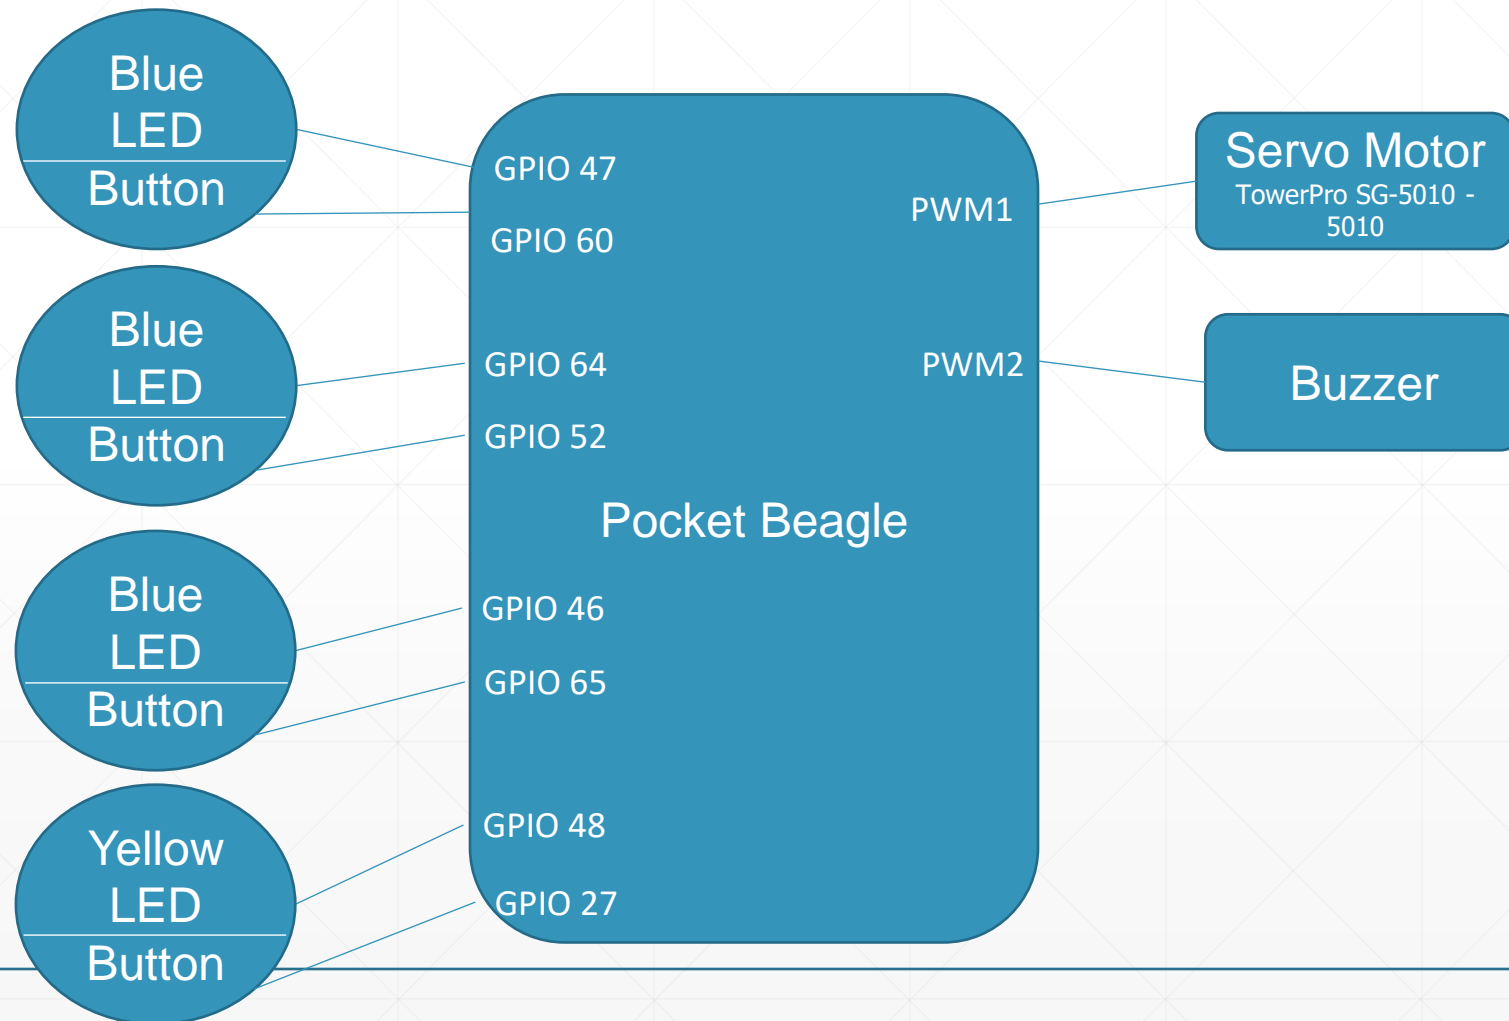 Blue
LED
Button
Blue
LED
Button
Blue
LED
Button
Yellow
LED
Button
GPIO 47
GPIO 60
GPIO 64
GPIO 52
Pocket Beagle
GPIO 46
GPIO 65
GPIO 48
GPIO 27
PWM1
PWM2
Servo Motor
TowerPro SG-5010 -
5010
Buzzer